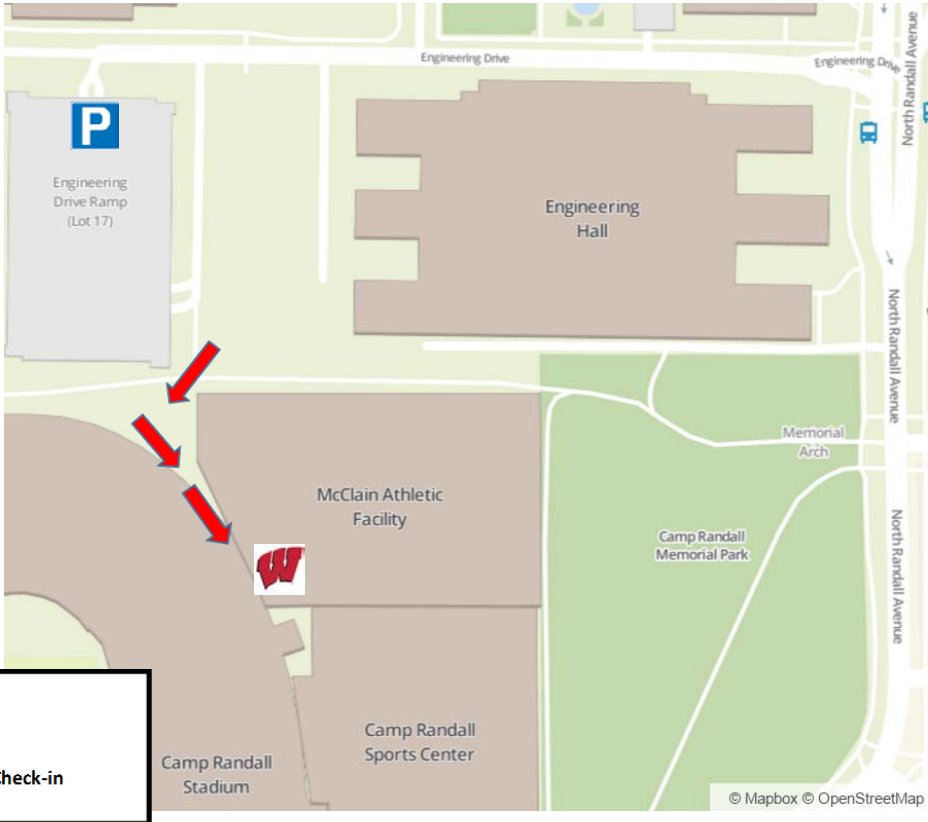 Engineering Drive
Engineering Drive
North Randall Avenue
P
Engineering
Drive Ramp
(Lot 17)
Engineering
Hall
North Randall Avenue
Memorial
Arch
McClain Athletic
Facility
W
Camp Randall
Memorial Park
North Randall Avenue
Camp Randall
Sports Center
Camp Randall
Stadium
Check-in
© Mapbox © OpenStreetMap